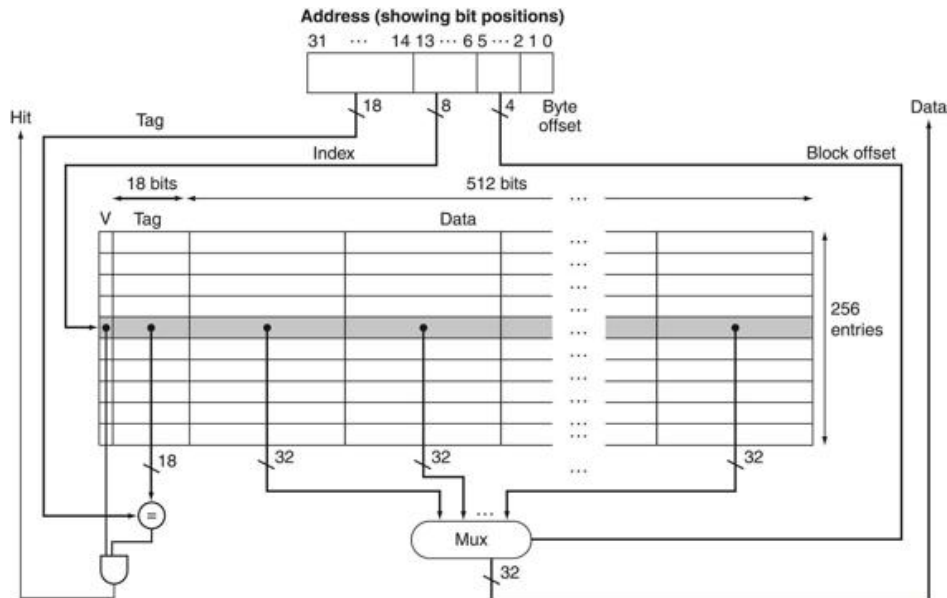 Address (showing bit positions)
31 ... 14 13 ... 6 5 ... 2 1 0
18 8 4 Byte offset
Hit
Data
Tag
Index
Block offset
18 bits
512 bits
...
V Tag Data
...
...
...
...
...
...
...
...
...
...
256 entries
18 32 32 ... 32
=
...
Mux
32